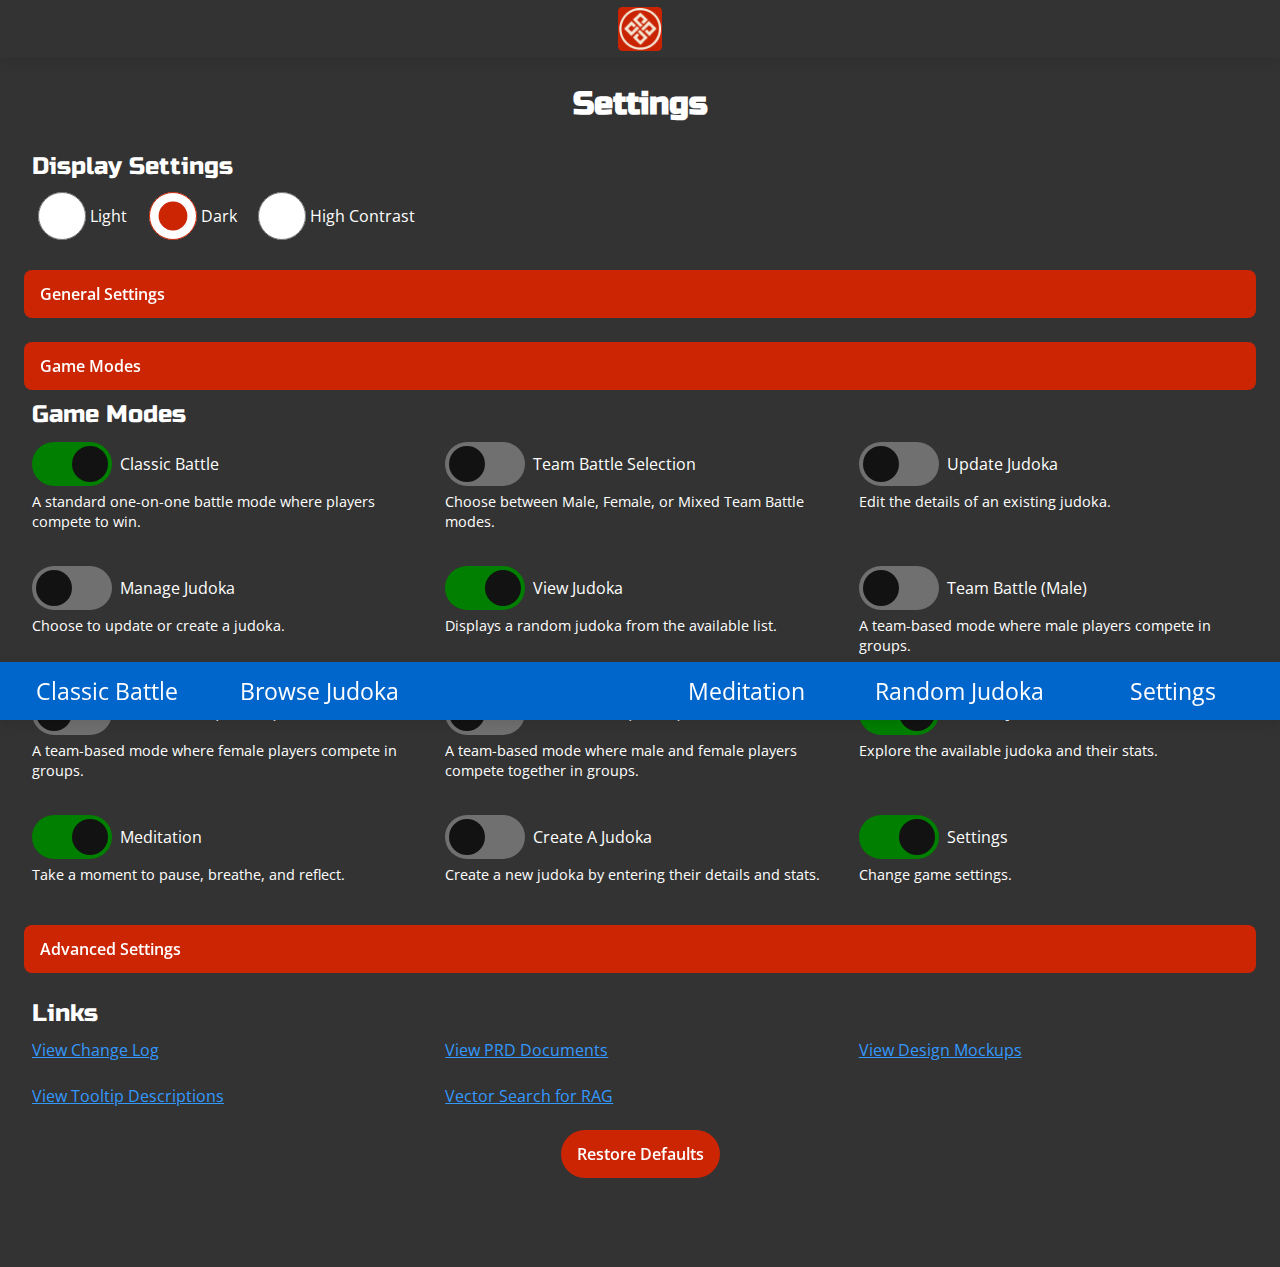 Settings
Display Settings
Light
Dark
High Contrast
General Settings
Game Modes
Game Modes
Classic Battle
Team Battle Selection
Update Judoka
A standard one-on-one battle mode where players
compete to win.
Choose between Male, Female, or Mixed Team Battle
modes.
Edit the details of an existing judoka.
Manage Judoka
View Judoka
Team Battle (Male)
Choose to update or create a judoka.
Displays a random judoka from the available list.
A team-based mode where male players compete in
groups.
Classic Battle
Browse Judoka
Meditation
Random Judoka
Settings
A team-based mode where female players compete in
groups.
A team-based mode where male and female players
compete together in groups.
Explore the available judoka and their stats.
Meditation
Create A Judoka
Settings
Take a moment to pause, breathe, and reflect.
Create a new judoka by entering their details and stats.
Change game settings.
Advanced Settings
Links
View Change Log
View PRD Documents
View Design Mockups
View Tooltip Descriptions
Vector Search for RAG
Restore Defaults